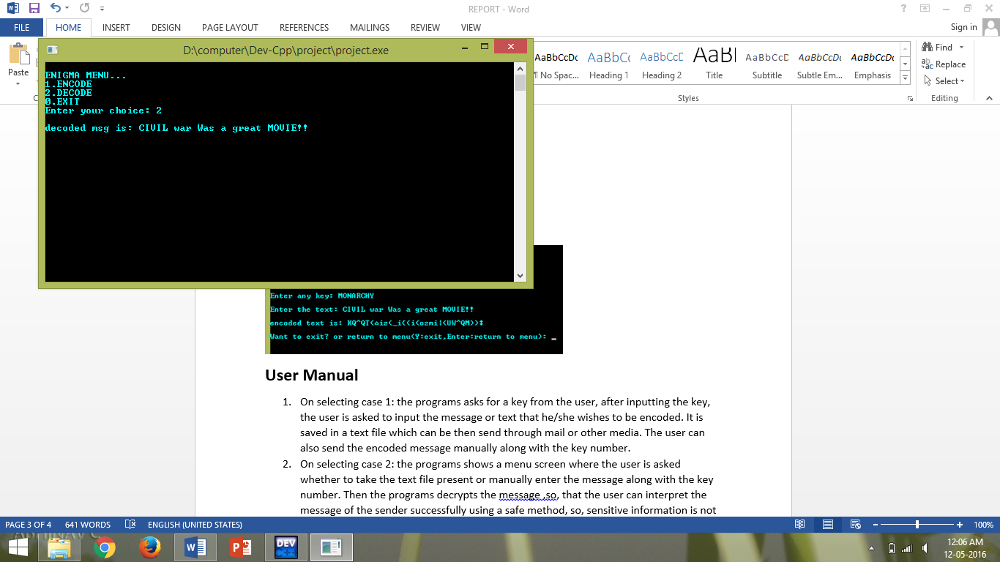 REPORT - Word
FILE HOME INSERT DESIGN PAGE LAYOUT REFERENCES MAILINGS REVIEW VIEW Sign in
D:\computer\Dev-Cpp\project\project.exe
Paste
AaBbCcDc AaBbCc AaBbCcD AaB AaBbCcD AaBbCcDc AaBbCcDc
¶ No Spac... Heading 1 Heading 2 Title Subtitle Subtle Em... Emphasis
Find
Replace
Select
Styles
Editing
ENIGMA MENU...
1.ENCODE
2.DECODE
0.EXIT
Enter your choice: 2
decoded msg is: CIVIL war Was a great MOVIE!!
Enter any key: MONARCHY
Enter the text: CIVIL war Was a great MOVIE!!
encoded text is:
Want to exit? or return to menu(Y:exit,Enter:return to menu): _
User Manual
1. On selecting case 1: the programs asks for a key from the user, after inputting the key,
the user is asked to input the message or text that he/she wishes to be encoded. It is
saved in a text file which can be then send through mail or other media. The user can
also send the encoded message manually along with the key number.
2. On selecting case 2: the programs shows a menu screen where the user is asked
whether to take the text file present or manually enter the message along with the key
number. Then the programs decrypts the message ,so, that the user can interpret the
message of the sender successfully using a safe method, so, sensitive information is not
PAGE 3 OF 4 641 WORDS ENGLISH (UNITED STATES) 100%
DEV
12:06 AM
12-05-2016